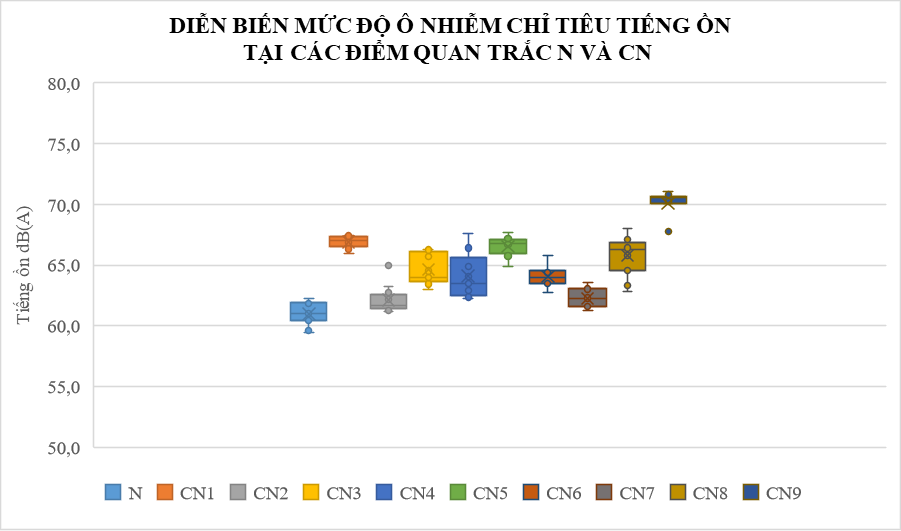 DIỄN BIẾN MỨC ĐỘ Ô NHIỄM CHỈ TIÊU TIẾNG ỒN
TẠI CÁC ĐIỂM QUAN TRẮC N VÀ CN
Tiếng ồn dB(A)
80,0
75,0
70,0
65,0
60,0
55,0
50,0
N CN1 CN2 CN3 CN4 CN5 CN6 CN7 CN8 CN9